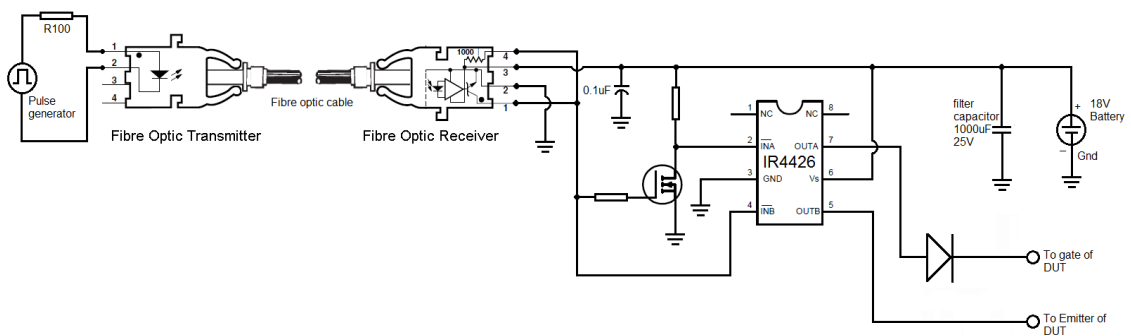 R100
Pulse
generator
1
2
3
4
Fibre Optic Transmitter
Fibre optic cable
Fibre Optic Receiver
1000
4
3
2
1
0.1uF
1
NC
NC
8
2
INA
OUTA
7
IR4426
3
GND
Vs
6
4
INB
OUTB
5
filter
capacitor
1000uF
25V
+
18V
Battery
–
Gnd
To gate of
DUT
To Emitter of
DUT